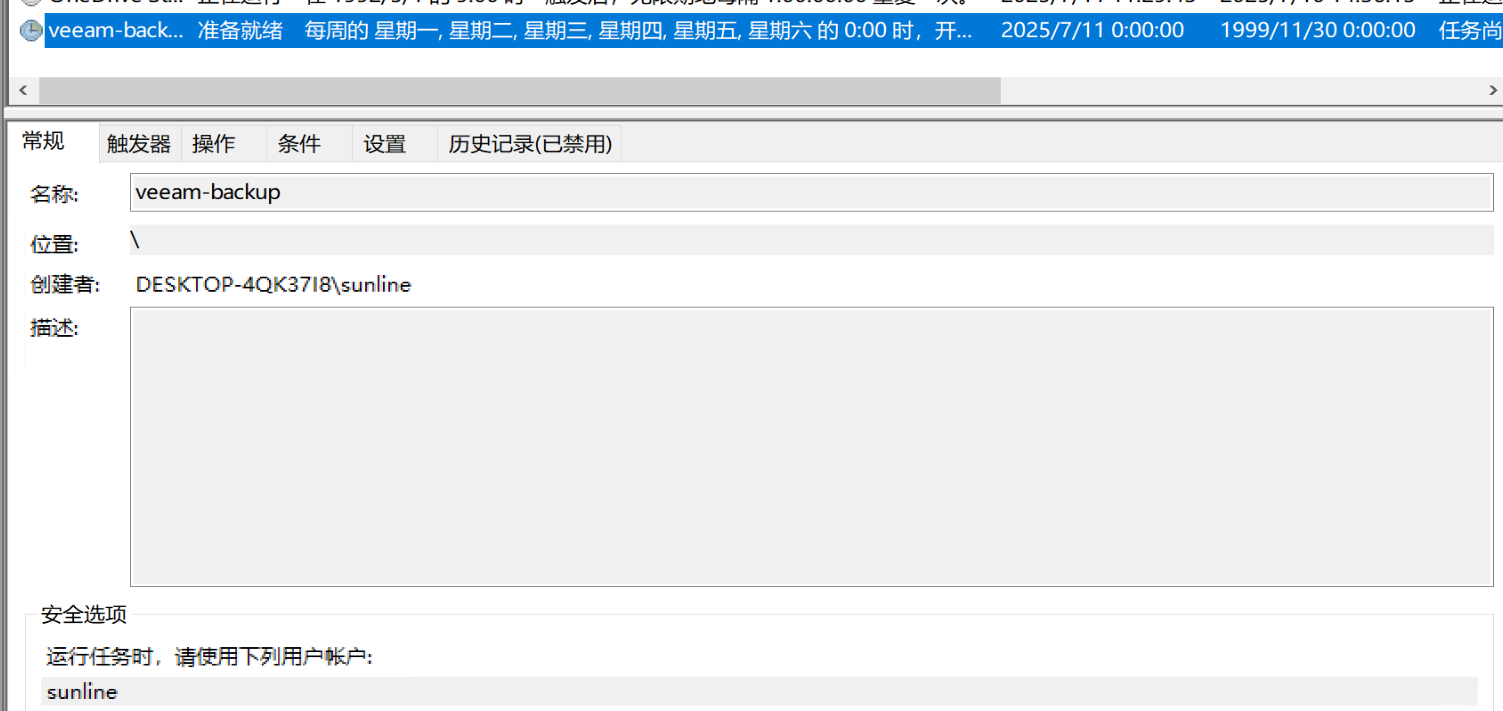 veeam-back... 准备就绪 每周的 星期一, 星期二, 星期三, 星期四, 星期五, 星期六 的 0:00 时，开... 2025/7/11 0:00:00 1999/11/30 0:00:00 任务尚
常规 触发器 操作 条件 设置 历史记录(已禁用)
名称: veeam-backup
位置: \
创建者: DESKTOP-4QK37I8\sunline
描述:
安全选项
运行任务时，请使用下列用户帐户:
sunline